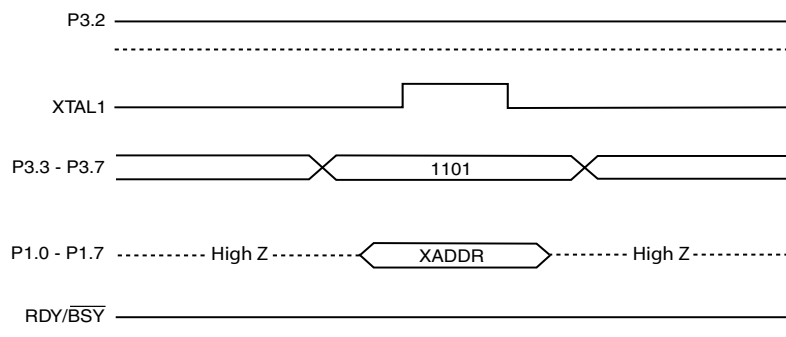 P3.2
XTAL1
P3.3 - P3.7 1101
P1.0 - P1.7 High Z XADDR High Z
RDY/BSY